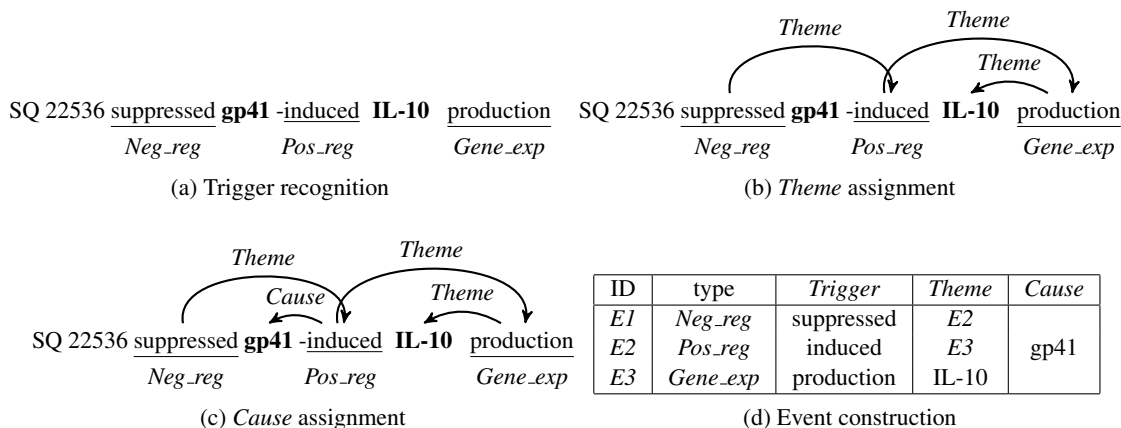 Theme
Theme
Theme
SQ 22536 suppressed gp41 -induced IL-10 production
Neg_reg Pos_reg Gene_exp
(a) Trigger recognition
SQ 22536 suppressed gp41 -induced IL-10 production
Neg_reg Pos_reg Gene_exp
(b) Theme assignment
Theme Theme
Cause Theme
SQ 22536 suppressed gp41 -induced IL-10 production
Neg_reg Pos_reg Gene_exp
(c) Cause assignment
ID type Trigger Theme Cause
E1 Neg_reg suppressed E2
E2 Pos_reg induced E3 gp41
E3 Gene_exp production IL-10
(d) Event construction